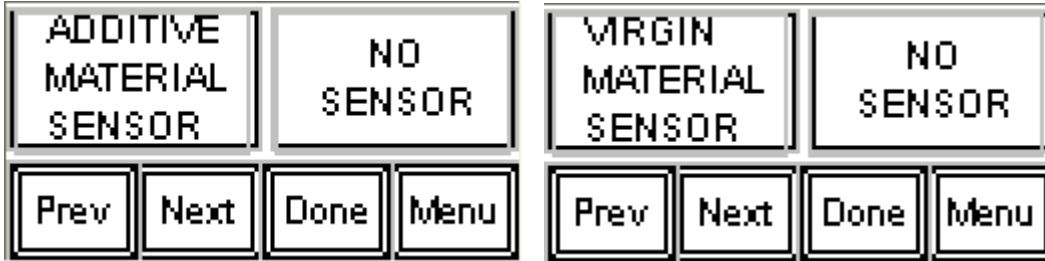 ADDITIVE
MATERIAL
SENSOR
NO
SENSOR
Prev Next Done Menu
VIRGIN
MATERIAL
SENSOR
NO
SENSOR
Prev Next Done Menu